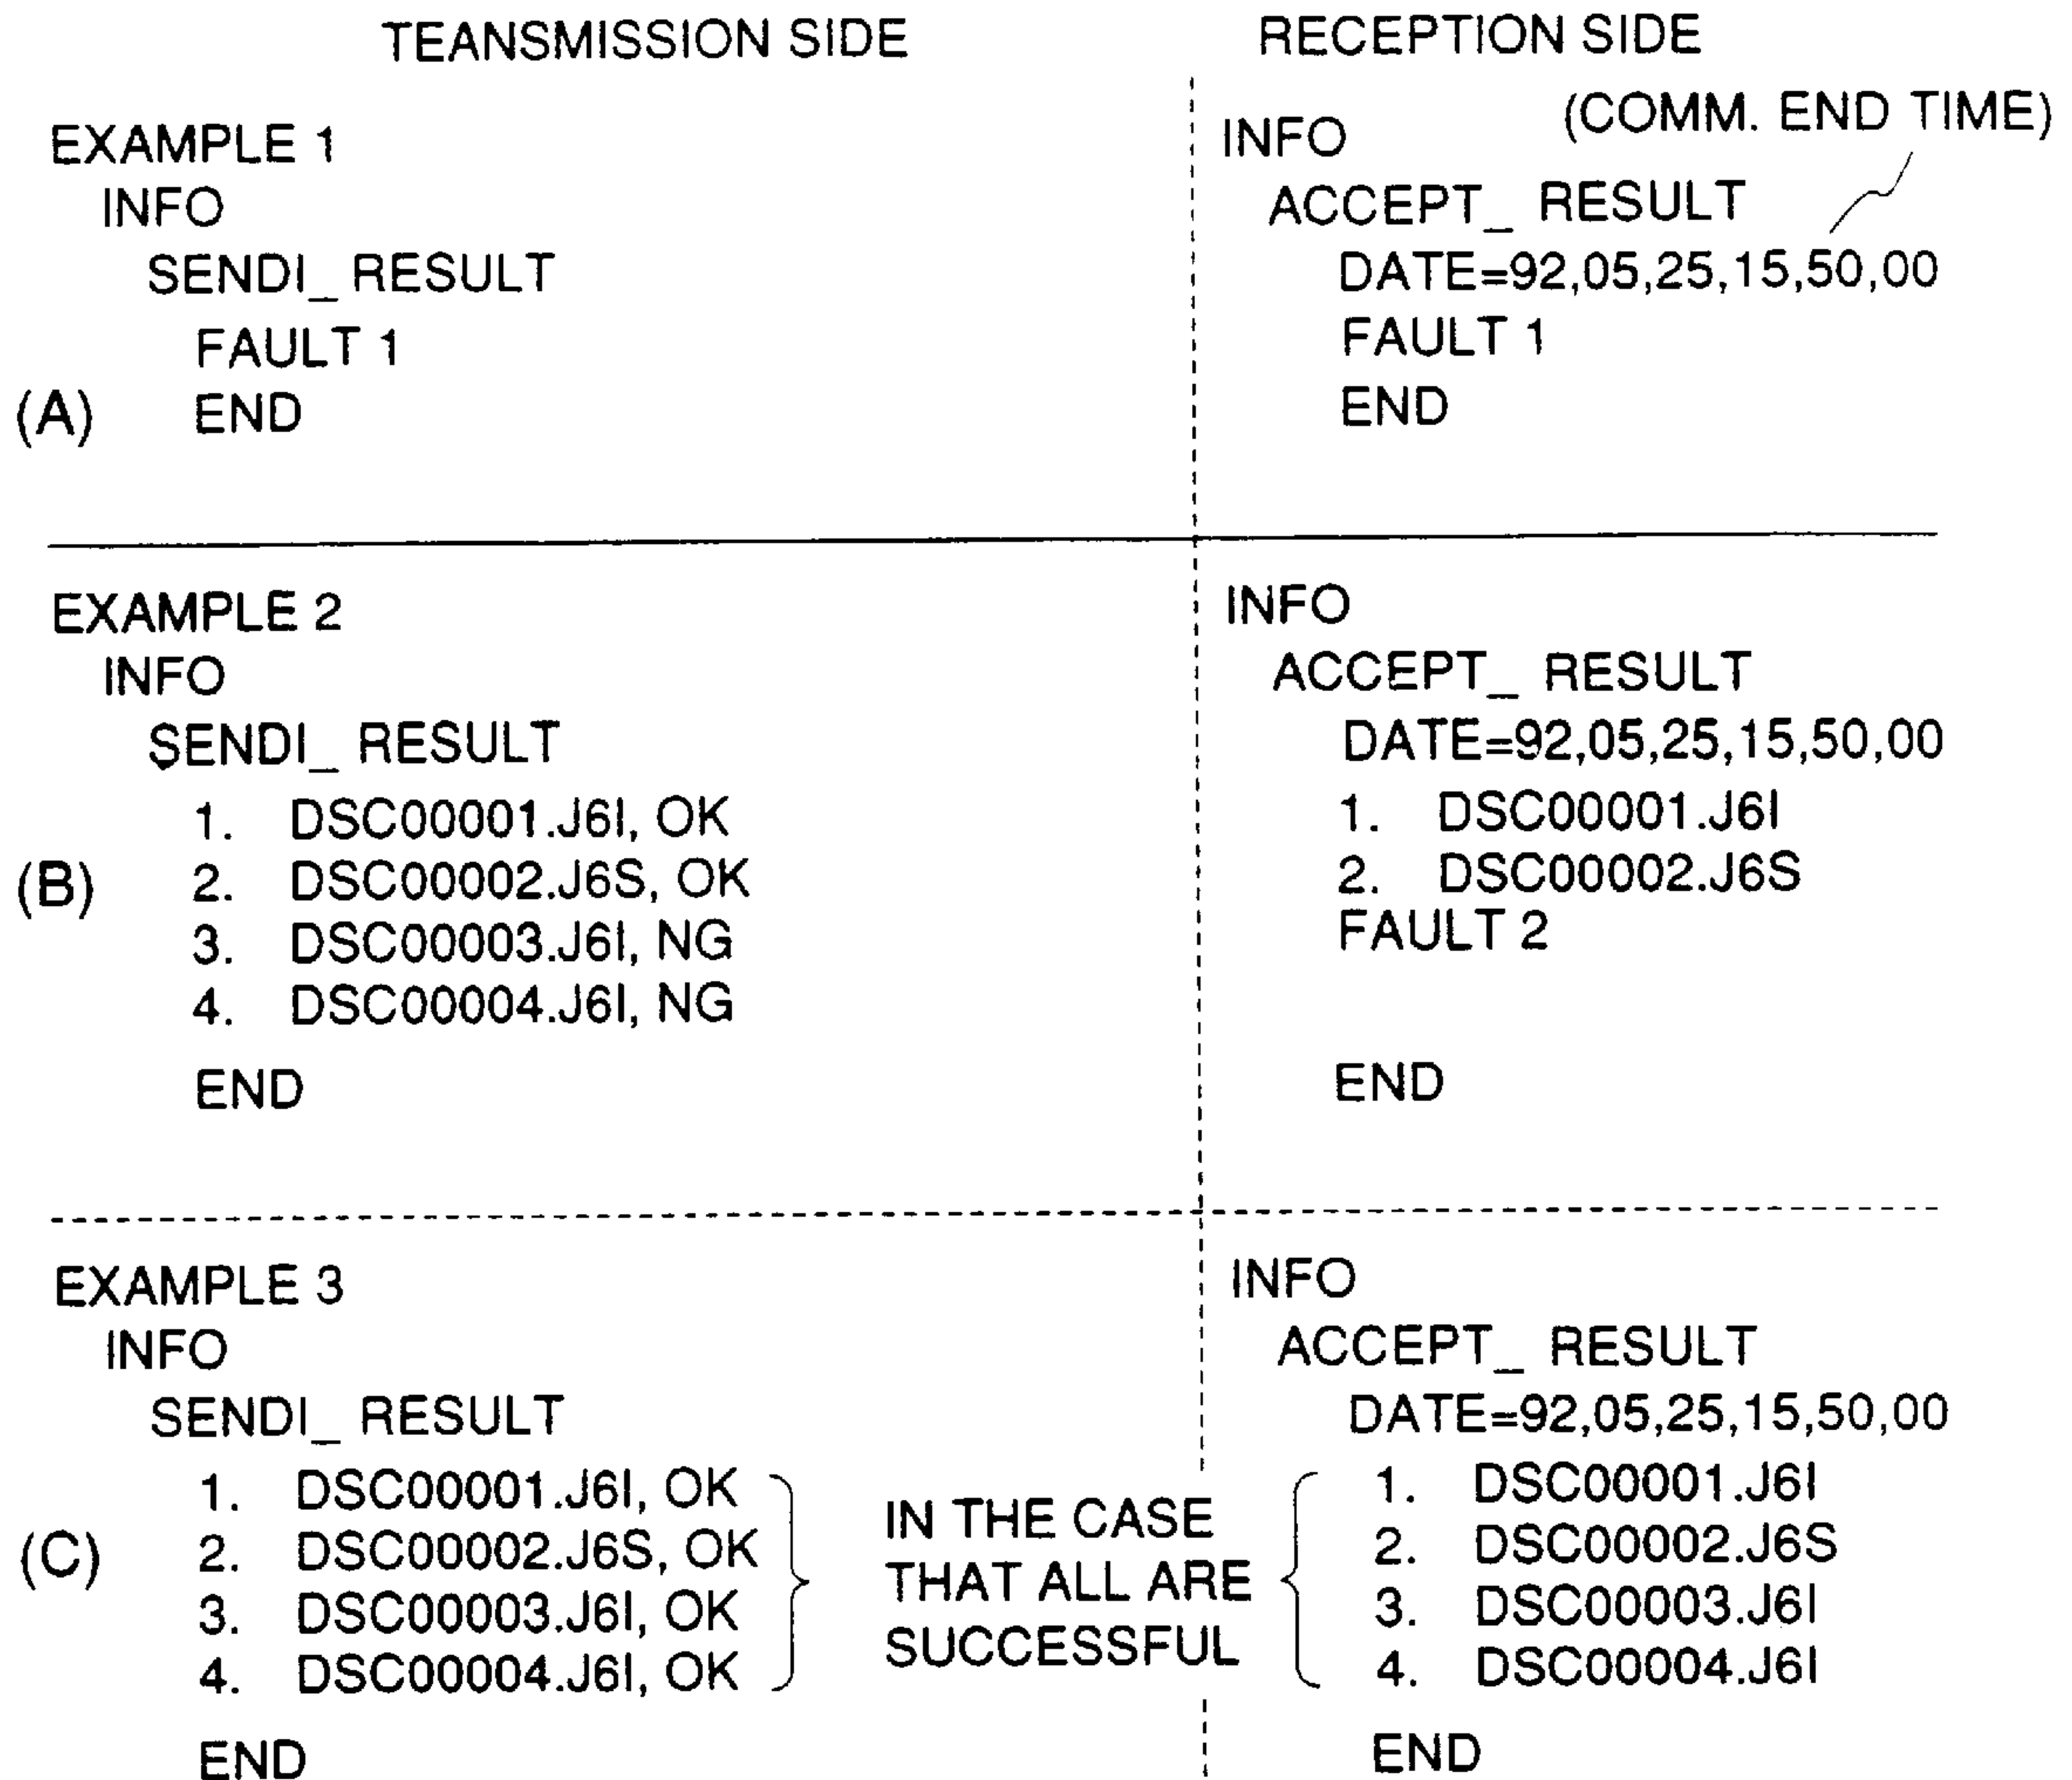 TEANSMISSION SIDE
RECEPTION SIDE
EXAMPLE 1
INFO
SENDI_ RESULT
FAULT 1
(A)
END
(COMM. END TIME)
INFO
ACCEPT_ RESULT
DATE=92,05,25,15,50,00
FAULT 1
END
EXAMPLE 2
INFO
SENDI_ RESULT
1. DSC00001.J6I, OK
(B)
2. DSC00002.J6S, OK
3. DSC00003.J6I, NG
4. DSC00004.J6I, NG
END
INFO
ACCEPT_ RESULT
DATE=92,05,25,15,50,00
1. DSC00001.J6I
2. DSC00002.J6S
FAULT 2
END
EXAMPLE 3
INFO
SENDI_ RESULT
1. DSC00001.J6I, OK
(C)
2. DSC00002.J6S, OK
3. DSC00003.J6I, OK
4. DSC00004.J6I, OK
END
IN THE CASE
THAT ALL ARE
SUCCESSFUL
INFO
ACCEPT_ RESULT
DATE=92,05,25,15,50,00
1. DSC00001.J6I
2. DSC00002.J6S
3. DSC00003.J6I
4. DSC00004.J6I
END